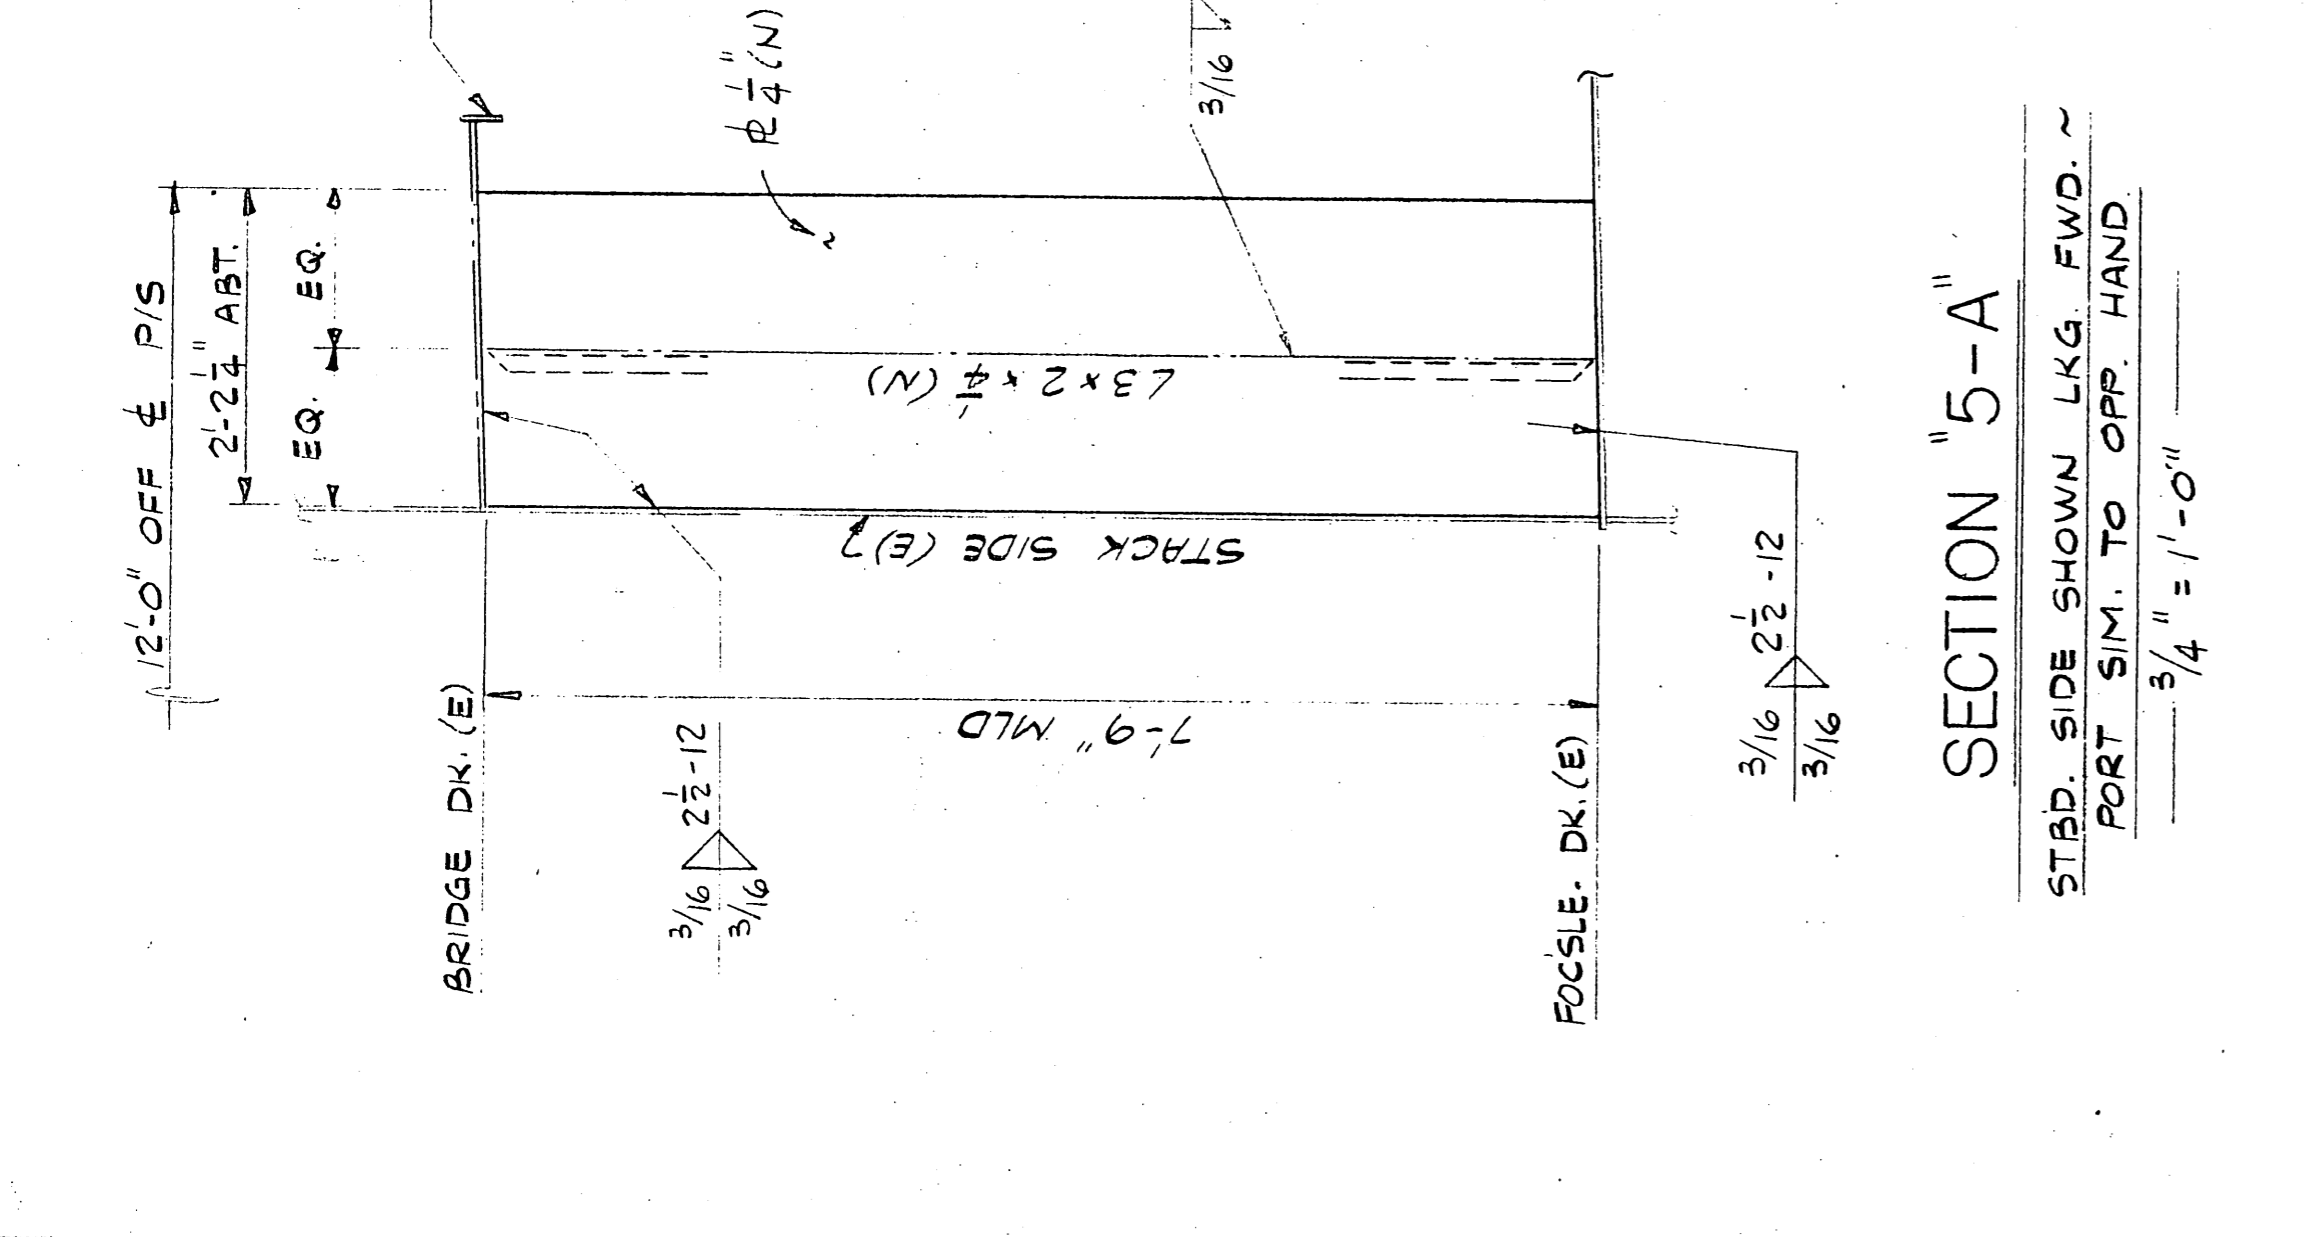 12'-0" OFF ℄ P/S
2'-2 1/4" ABT.
EQ. EQ.
BRIDGE DK. (E)
3/16 2 1/2 -12
3/16
℄ 1/4" (N)
L3 x 2 x 1/4 (N)
STACK SIDE (E)
7'-9" MLD
3/16
FOC'SLE. DK. (E)
3/16 2 1/2 -12
3/16
SECTION "5-A"
STBD. SIDE SHOWN LKG. FWD. ~
PORT SIM. TO OPP. HAND.
3/4" = 1'-0"